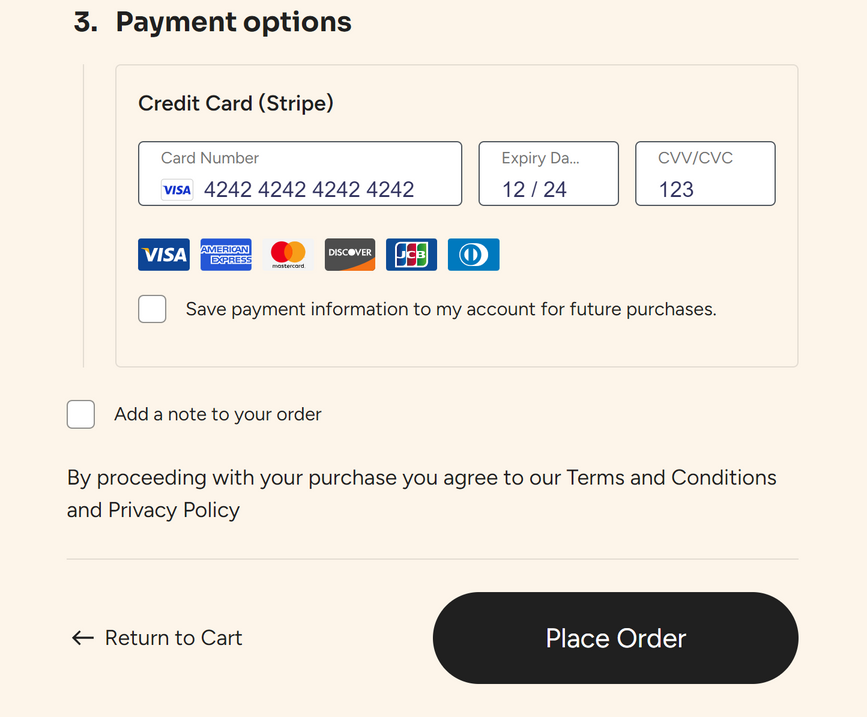 3. Payment options
Credit Card (Stripe)
Card Number
Expiry Da...
CVV/CVC
VISA 4242 4242 4242 4242
12 / 24
123
VISA
AMERICAN
EXPRESS
mastercard
DISCOVER
JCB
Save payment information to my account for future purchases.
Add a note to your order
By proceeding with your purchase you agree to our Terms and Conditions
and Privacy Policy
← Return to Cart
Place Order